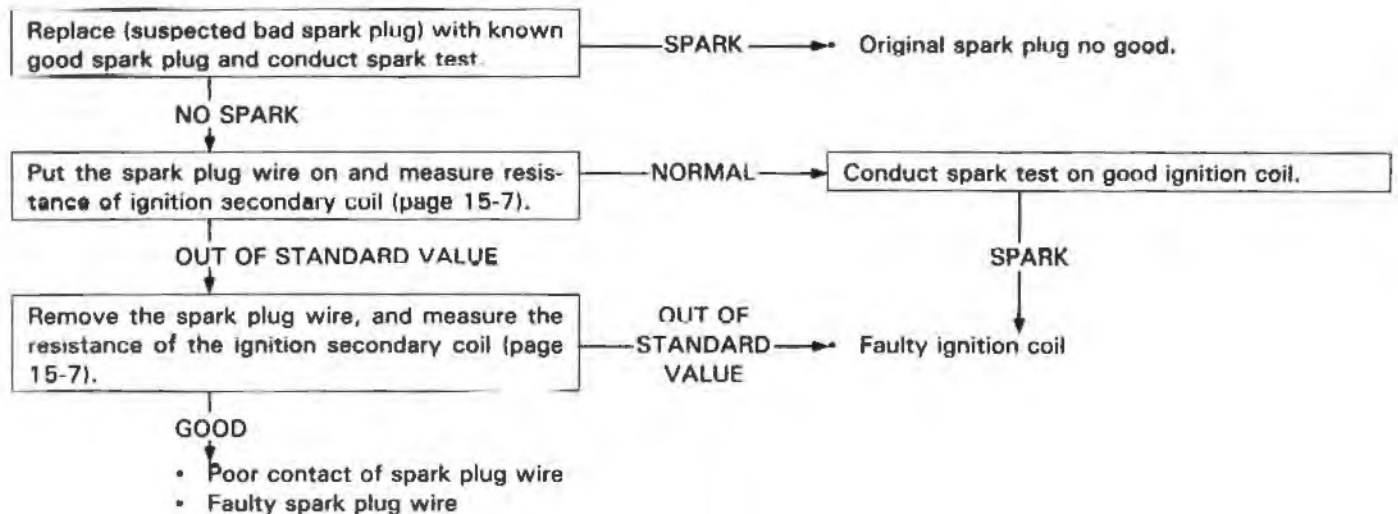 Replace (suspected bad spark plug) with known
good spark plug and conduct spark test.
SPARK
• Original spark plug no good.
NO SPARK
Put the spark plug wire on and measure resis-
tance of ignition secondary coil (page 15-7).
NORMAL
Conduct spark test on good ignition coil.
OUT OF STANDARD VALUE
SPARK
Remove the spark plug wire, and measure the
resistance of the ignition secondary coil (page
15-7).
OUT OF
STANDARD
VALUE
• Faulty ignition coil
GOOD
• Poor contact of spark plug wire
• Faulty spark plug wire